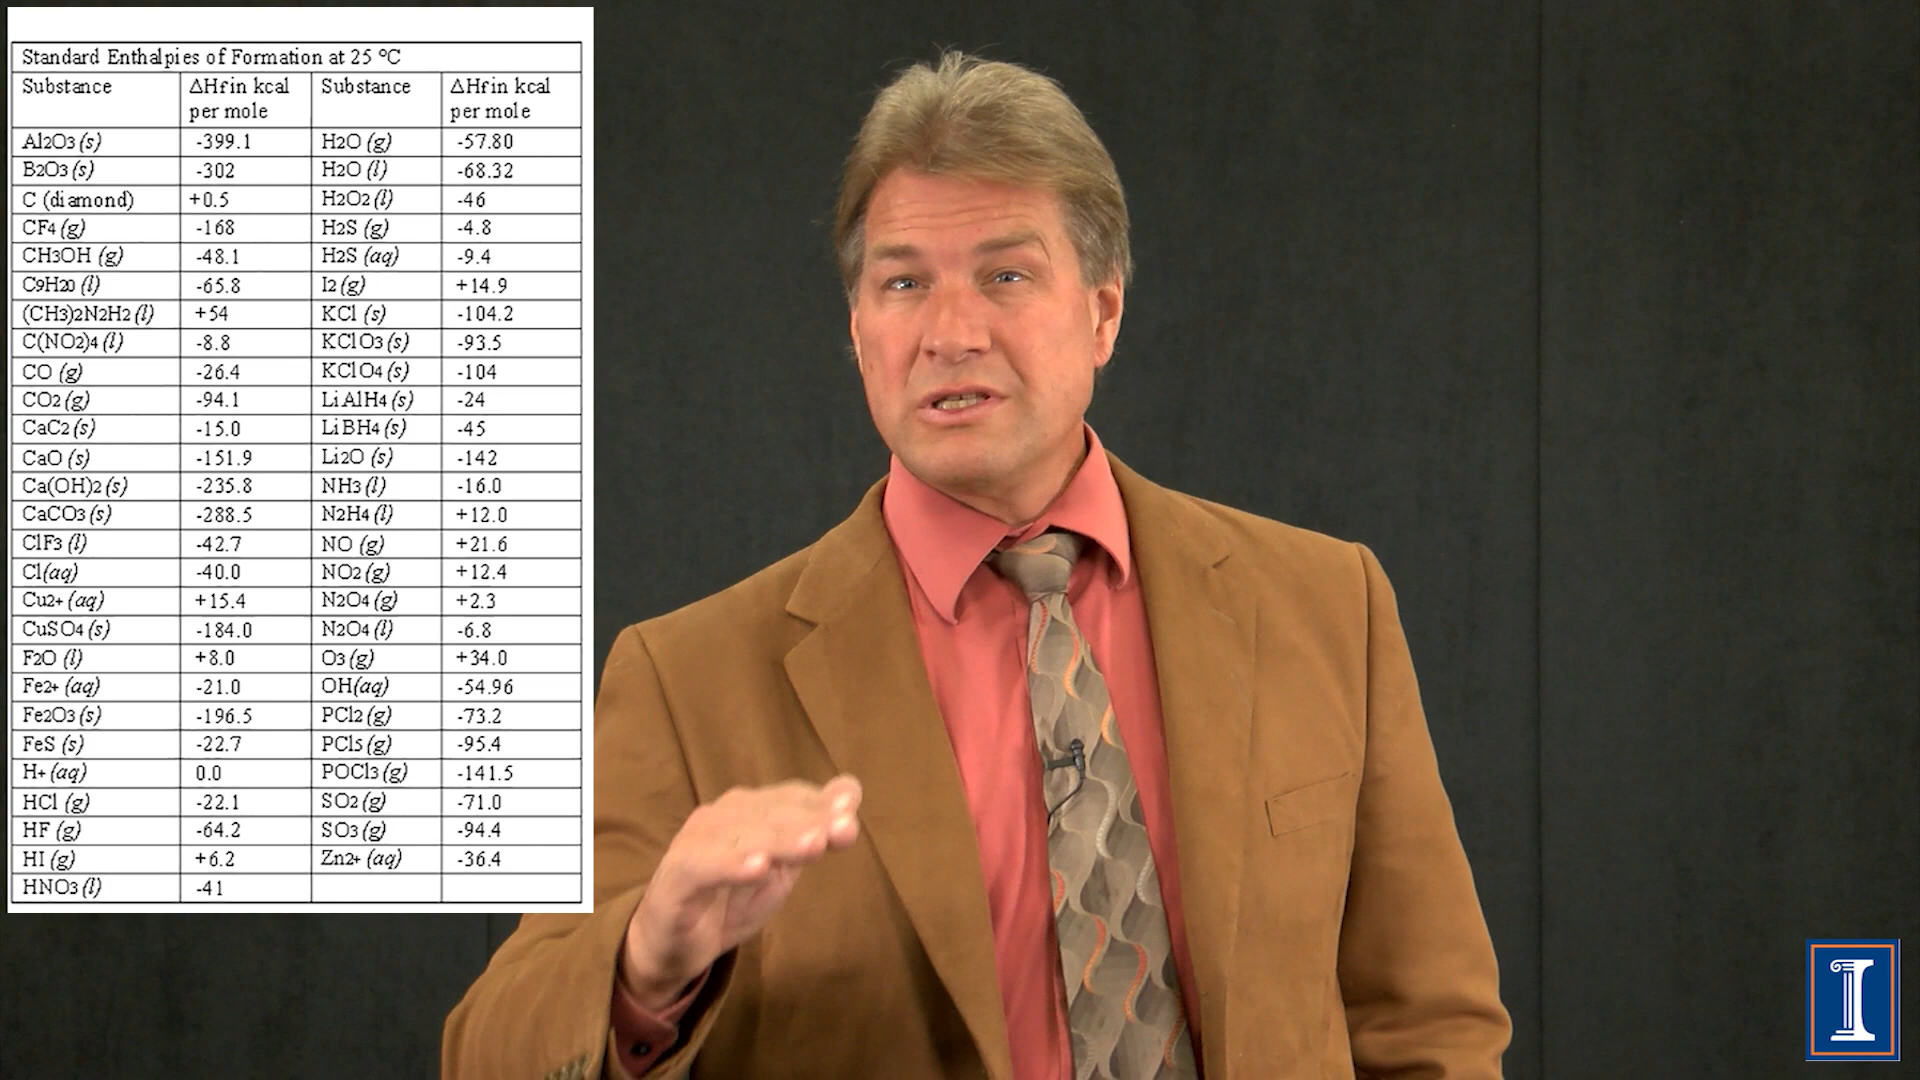 Standard Enthalpies of Formation at 25 °C
Substance ΔHf in kcal per mole Substance ΔHf in kcal per mole
Al2O3 (s) -399.1 H2O (g) -57.80
B2O3 (s) -302 H2O (l) -68.32
C (diamond) +0.5 H2O2 (l) -46
CF4 (g) -168 H2S (g) -4.8
CH3OH (g) -48.1 H2S (aq) -9.4
C9H20 (l) -65.8 I2 (g) +14.9
(CH3)2N2H2 (l) +54 KCl (s) -104.2
C(NO2)4 (l) -8.8 KClO3 (s) -93.5
CO (g) -26.4 KClO4 (s) -104
CO2 (g) -94.1 LiAlH4 (s) -24
CaC2 (s) -15.0 LiBH4 (s) -45
CaO (s) -151.9 Li2O (s) -142
Ca(OH)2 (s) -235.8 NH3 (l) -16.0
CaCO3 (s) -288.5 N2H4 (l) +12.0
ClF3 (l) -42.7 NO (g) +21.6
Cl(aq) -40.0 NO2 (g) +12.4
Cu2+ (aq) +15.4 N2O4 (g) +2.3
CuSO4 (s) -184.0 N2O4 (l) -6.8
F2O (l) +8.0 O3 (g) +34.0
Fe2+ (aq) -21.0 OH(aq) -54.96
Fe2O3 (s) -196.5 PCl2 (g) -73.2
FeS (s) -22.7 PCl5 (g) -95.4
H+ (aq) 0.0 POCl3 (g) -141.5
HCl (g) -22.1 SO2 (g) -71.0
HF (g) -64.2 SO3 (g) -94.4
HI (g) +6.2 Zn2+ (aq) -36.4
HNO3 (l) -41
I